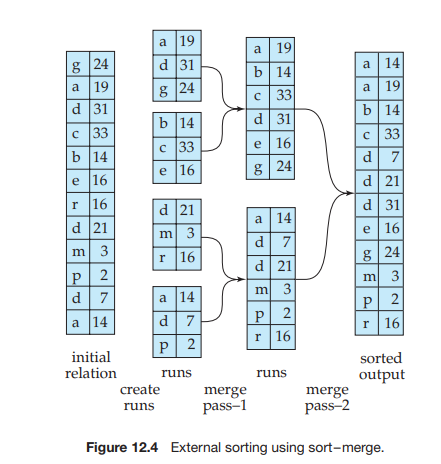 g 24
a 19
d 31
c 33
b 14
e 16
r 16
d 21
m 3
p 2
d 7
a 14
initial
relation
create
runs
a 19
d 31
g 24
b 14
c 33
e 16
d 21
m 3
r 16
a 14
d 7
p 2
runs
merge
pass–1
a 19
b 14
c 33
d 31
e 16
g 24
a 14
d 7
d 21
m 3
p 2
r 16
runs
merge
pass–2
a 14
a 19
b 14
c 33
d 7
d 21
d 31
e 16
g 24
m 3
p 2
r 16
sorted
output
Figure 12.4 External sorting using sort–merge.